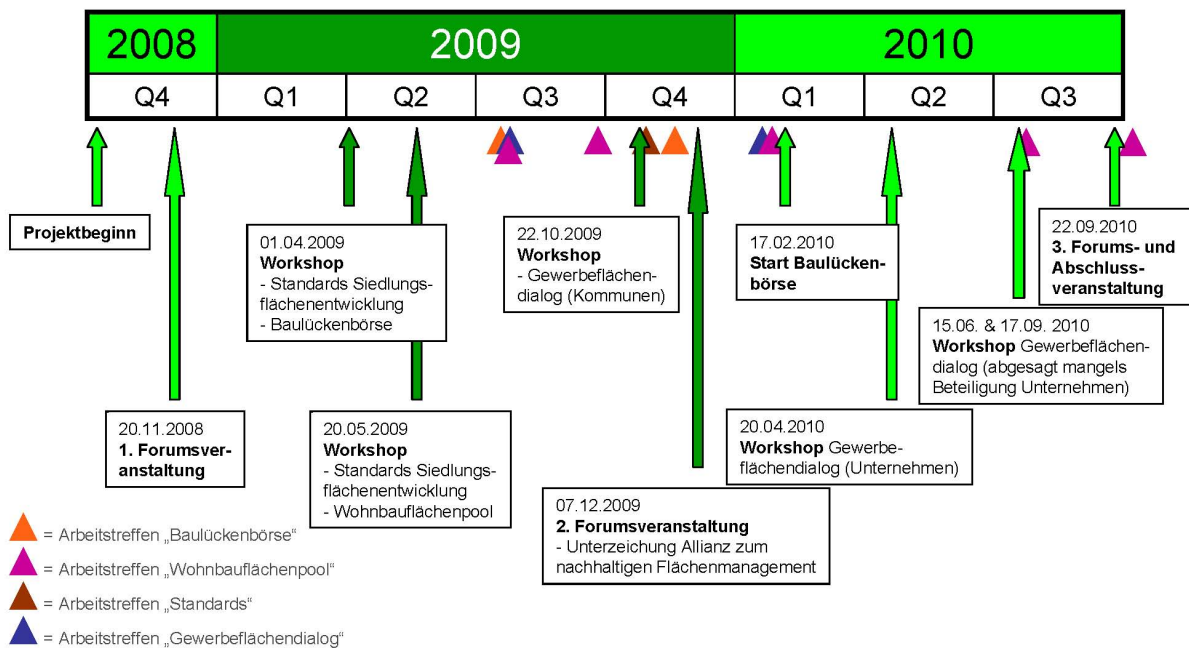 2008
2009
2010
Q4
Q1
Q2
Q3
Q4
Q1
Q2
Q3
Projektbeginn
01.04.2009
Workshop
- Standards Siedlungs-
flächenentwicklung
- Baulückenbörse
22.10.2009
Workshop
- Gewerbeflächen-
dialog (Kommunen)
17.02.2010
Start Baulücken-
börse
22.09.2010
3. Forums- und
Abschluss-
veranstaltung
15.06. & 17.09. 2010
Workshop Gewerbeflächen-
dialog (abgesagt mangels
Beteiligung Unternehmen)
20.11.2008
1. Forumsver-
anstaltung
20.05.2009
Workshop
- Standards Siedlungs-
flächenentwicklung
- Wohnbauflächenpool
20.04.2010
Workshop Gewerbe-
flächendialog (Unternehmen)
07.12.2009
2. Forumsveranstaltung
- Unterzeichung Allianz zum
nachhaltigen Flächenmanagement
= Arbeitstreffen „Baulückenbörse“
= Arbeitstreffen „Wohnbauflächenpool“
= Arbeitstreffen „Standards“
= Arbeitstreffen „Gewerbeflächendialog“